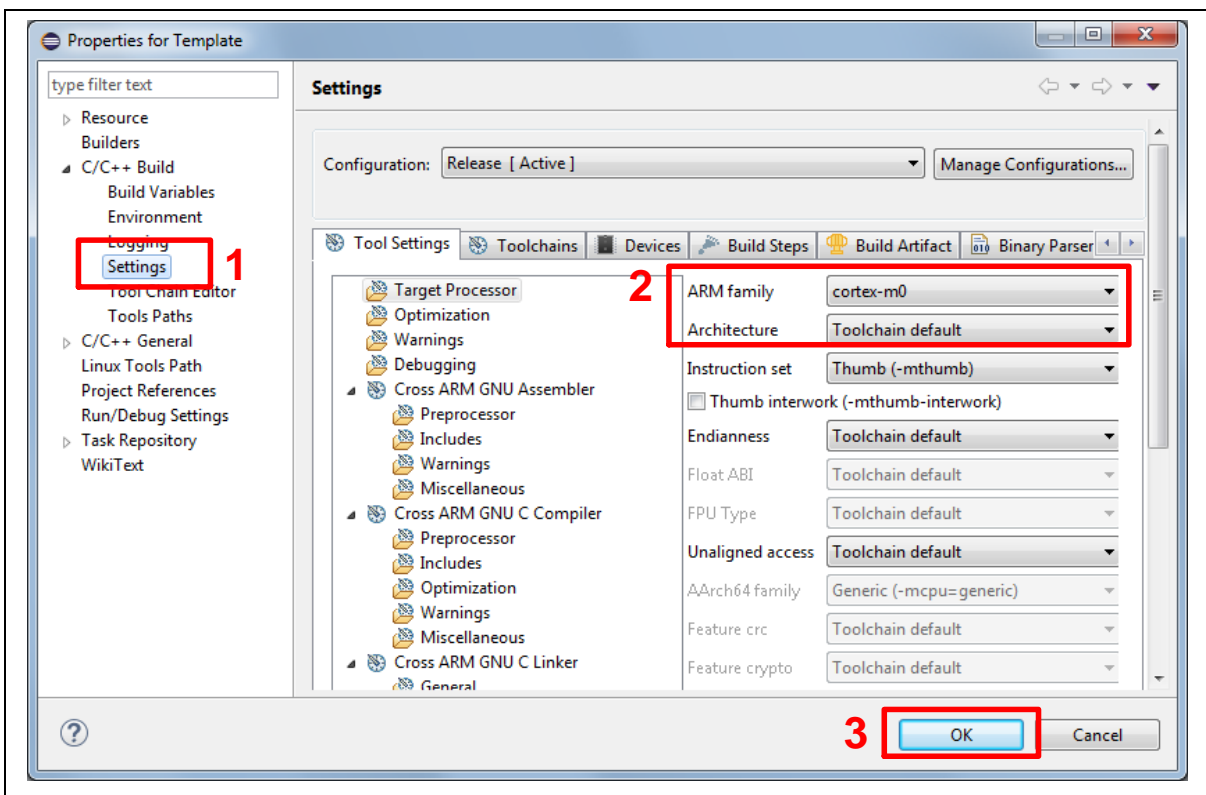 Properties for Template
type filter text
Resource
Builders
C/C++ Build
Build Variables
Environment
Logging
Settings
1
Tool Chain Editor
Tools Paths
C/C++ General
Linux Tools Path
Project References
Run/Debug Settings
Task Repository
WikiText
Settings
Configuration: Release [ Active ] Manage Configurations...
Tool Settings Toolchains Devices Build Steps Build Artifact Binary Parser
Target Processor
Optimization
Warnings
Debugging
Cross ARM GNU Assembler
Preprocessor
Includes
Warnings
Miscellaneous
Cross ARM GNU C Compiler
Preprocessor
Includes
Optimization
Warnings
Miscellaneous
Cross ARM GNU C Linker
General
2
ARM family cortex-m0
Architecture Toolchain default
Instruction set Thumb (-mthumb)
Thumb interwork (-mthumb-interwork)
Endianness Toolchain default
Float ABI Toolchain default
FPU Type Toolchain default
Unaligned access Toolchain default
AArch64 family Generic (-mcpu=generic)
Feature crc Toolchain default
Feature crypto Toolchain default
?
3
OK Cancel